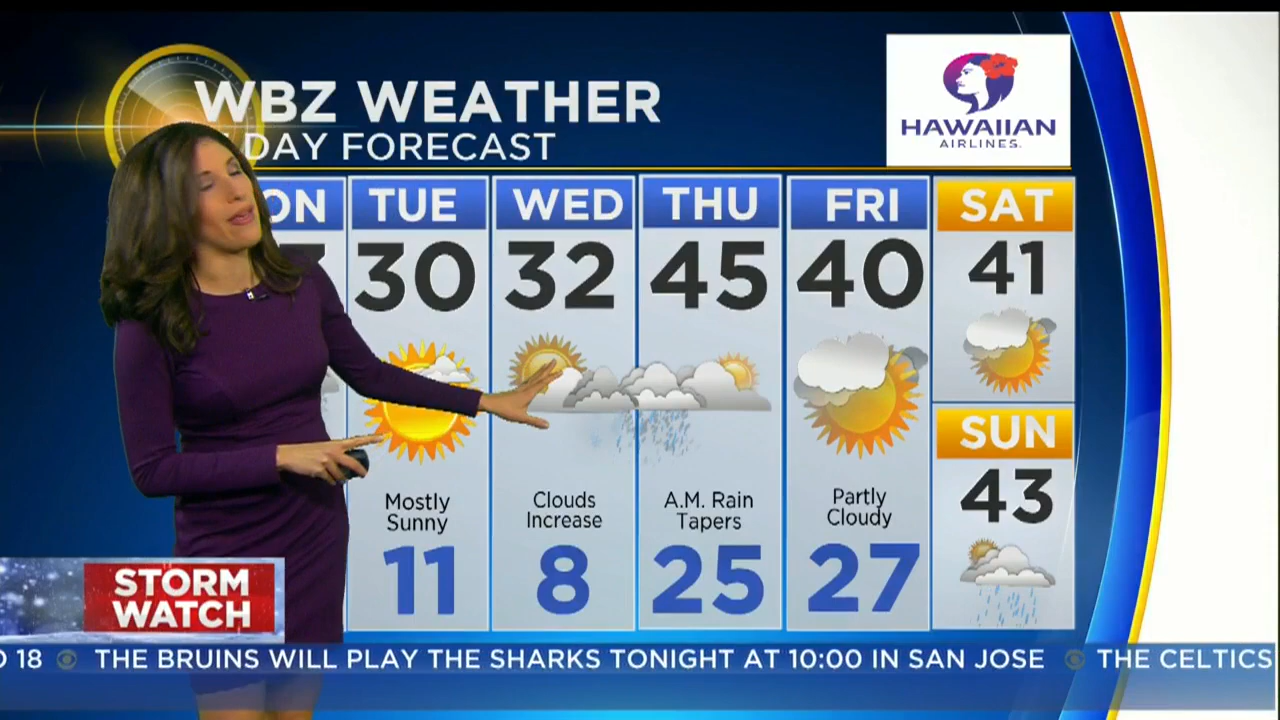 WBZ WEATHER
DAY FORECAST
HAWAIIAN
AIRLINES.
ON TUE WED THU FRI SAT
30 32 45 40 41
SUN
43
Mostly
Sunny
Clouds
Increase
A.M. Rain
Tapers
Partly
Cloudy
11 8 25 27
STORM
WATCH
18 THE BRUINS WILL PLAY THE SHARKS TONIGHT AT 10:00 IN SAN JOSE THE CELTICS